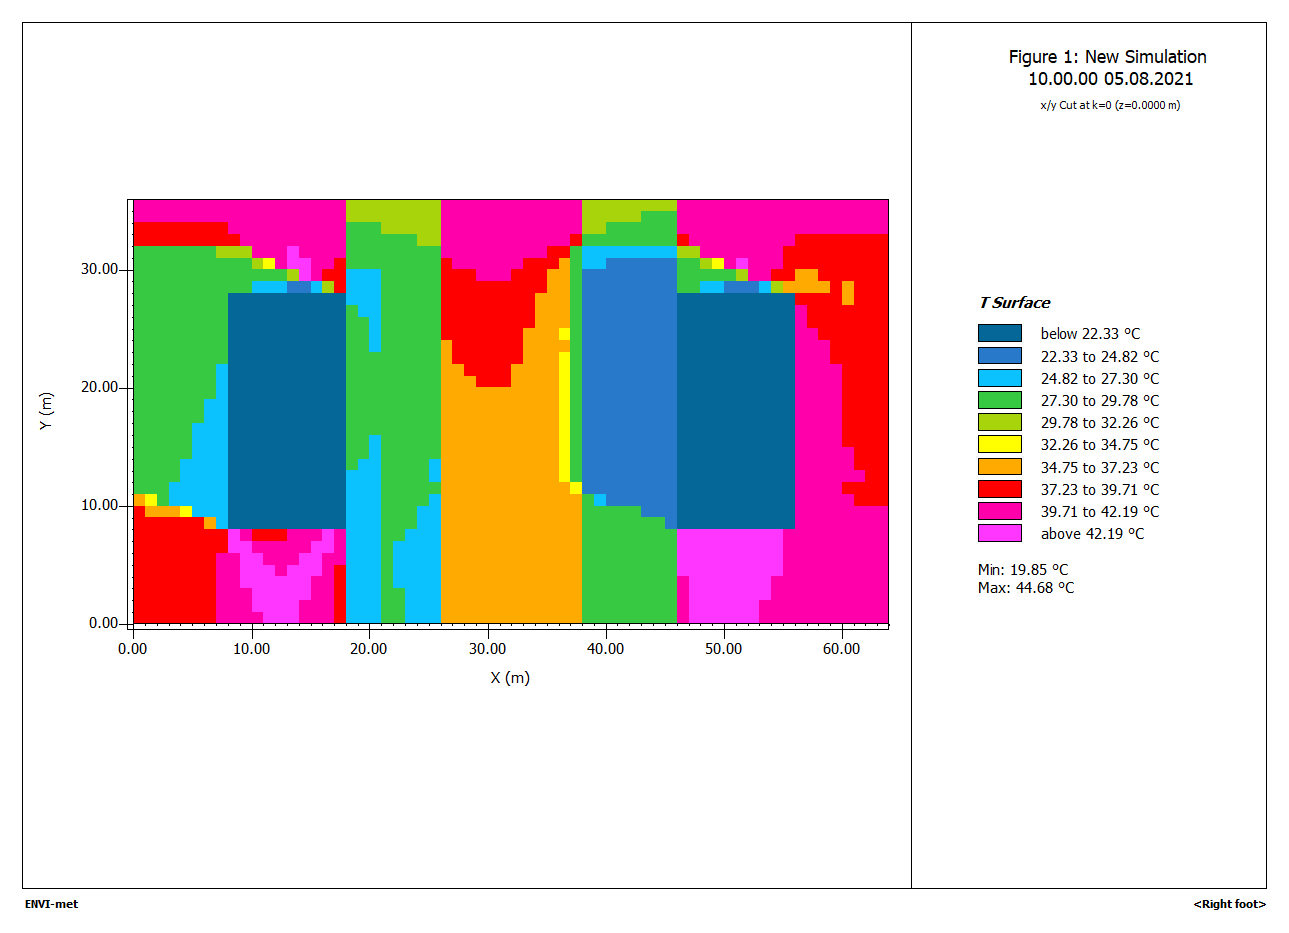 Figure 1: New Simulation
10.00.00 05.08.2021
x/y Cut at k=0 (z=0.0000 m)
30.00
20.00
10.00
0.00
Y (m)
0.00 10.00 20.00 30.00 40.00 50.00 60.00
X (m)
T Surface
below 22.33 °C
22.33 to 24.82 °C
24.82 to 27.30 °C
27.30 to 29.78 °C
29.78 to 32.26 °C
32.26 to 34.75 °C
34.75 to 37.23 °C
37.23 to 39.71 °C
39.71 to 42.19 °C
above 42.19 °C
Min: 19.85 °C
Max: 44.68 °C
ENVI-met
<Right foot>